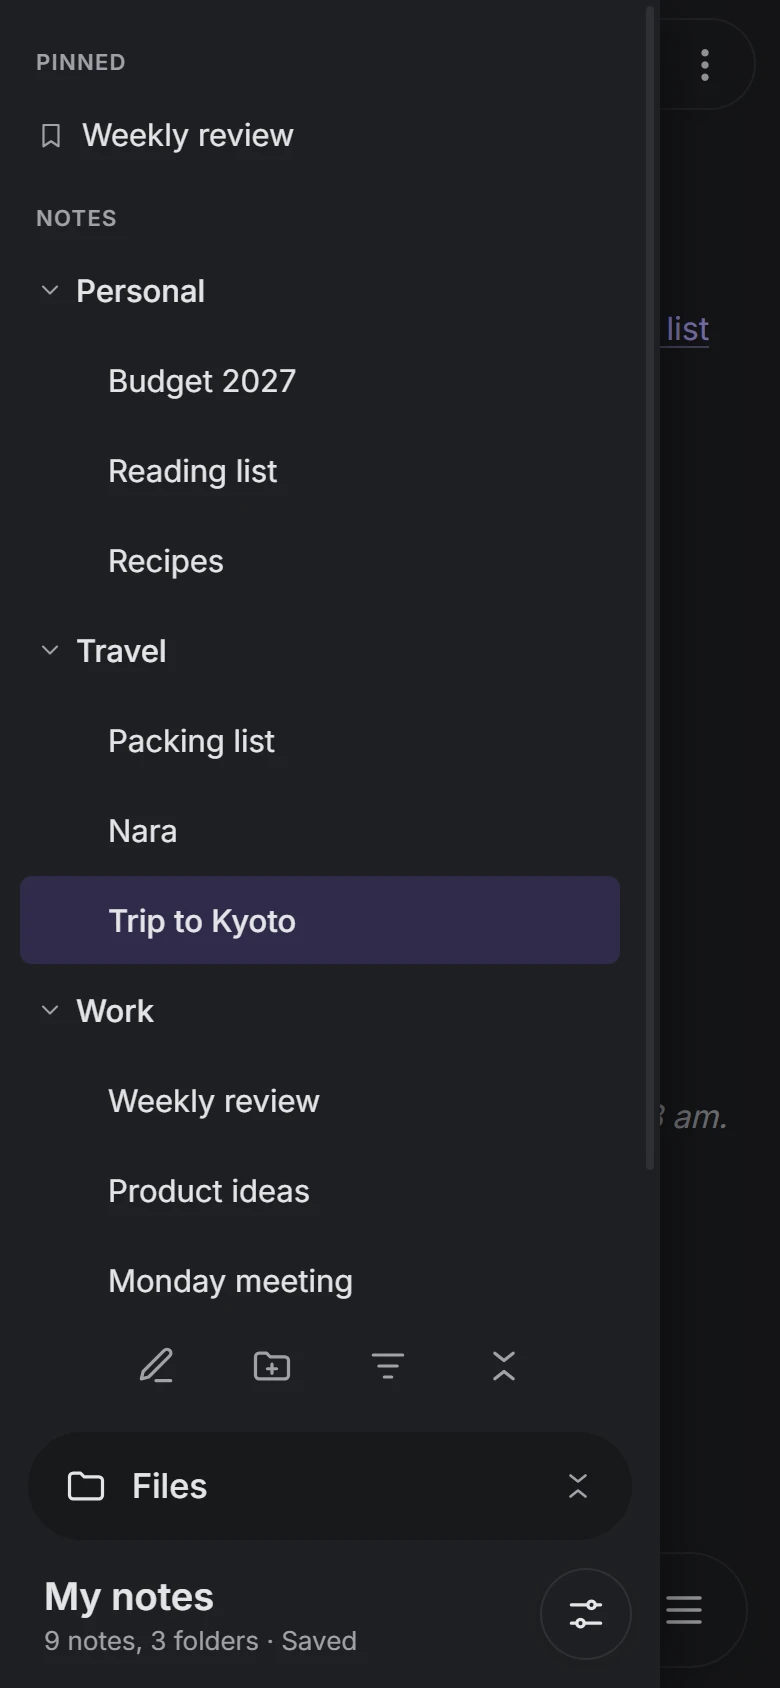 PINNED
Weekly review
NOTES
Personal
list
Budget 2027
Reading list
Recipes
Travel
Packing list
Nara
Trip to Kyoto
Work
Weekly review
am.
Product ideas
Monday meeting
Files
My notes
9 notes, 3 folders · Saved